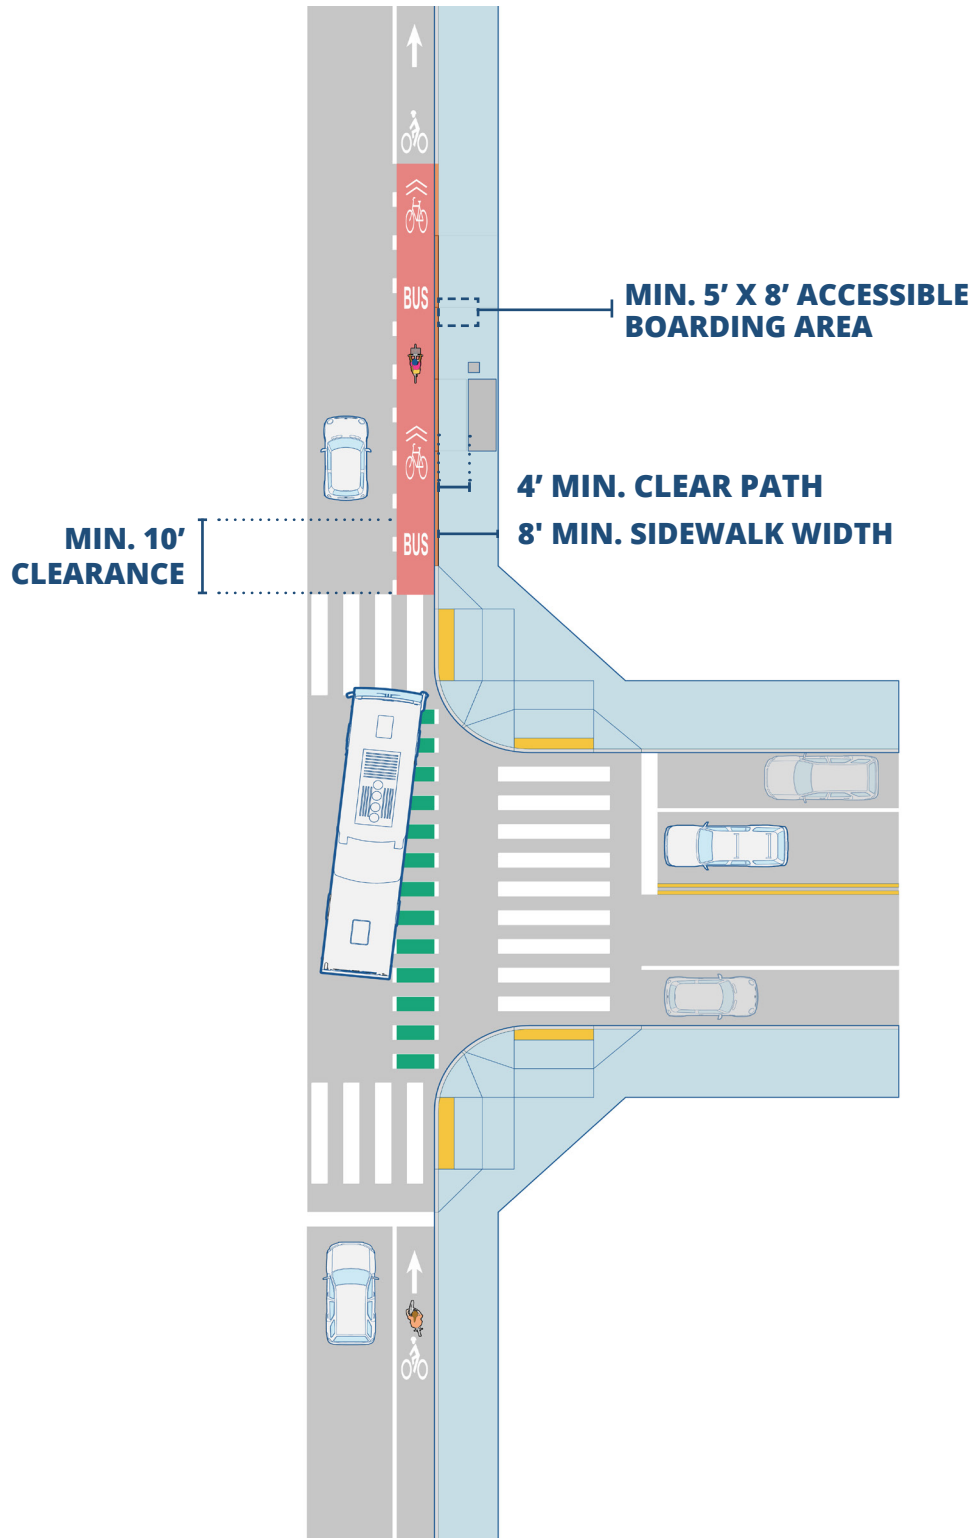 BUS
MIN. 5’ X 8’ ACCESSIBLE
BOARDING AREA
4’ MIN. CLEAR PATH
8' MIN. SIDEWALK WIDTH
MIN. 10’
CLEARANCE
BUS